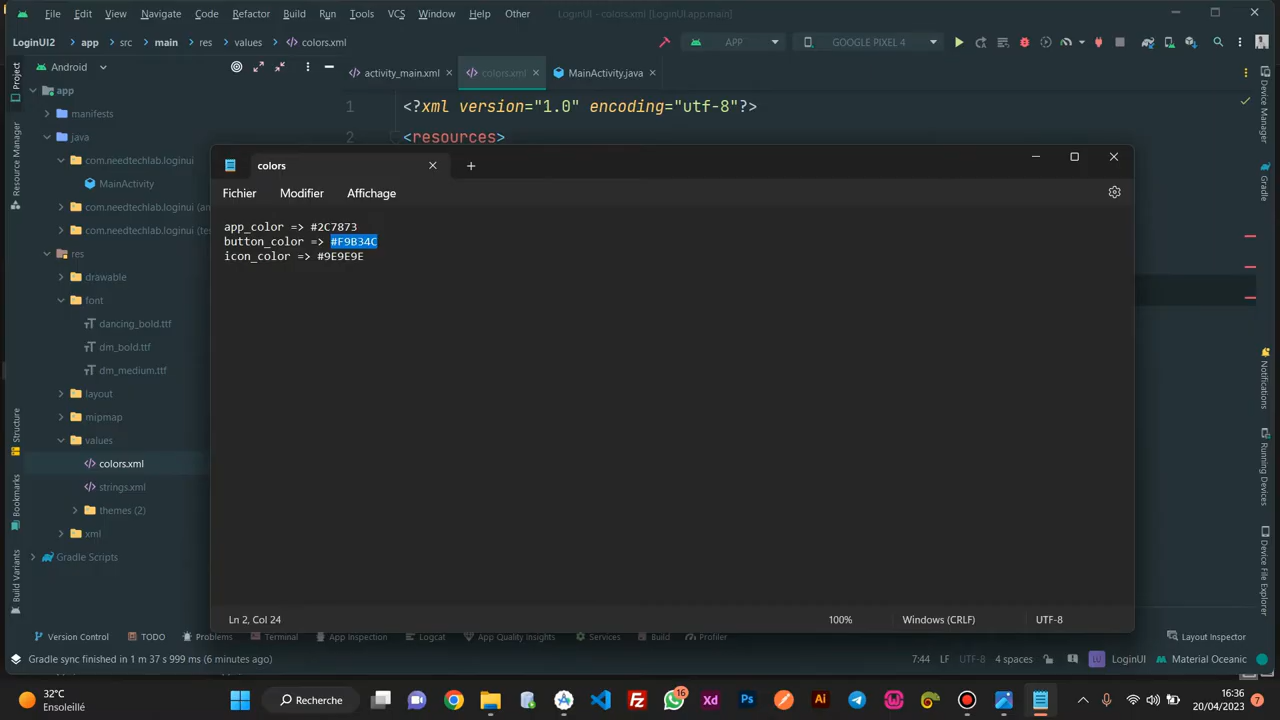 File Edit View Navigate Code Refactor Build Run Tools VCS Window Help Other LoginUI - colors.xml [LoginUI.app.main]
LoginUI2 app src main res values colors.xml APP GOOGLE PIXEL 4
Android
activity_main.xml colors.xml MainActivity.java
Project
Resource Manager
Structure
Bookmarks
Build Variants
app
manifests
java
com.needtechlab.loginui
MainActivity
com.needtechlab.loginui (an
com.needtechlab.loginui (te
res
drawable
font
dancing_bold.ttf
dm_bold.ttf
dm_medium.ttf
layout
mipmap
values
colors.xml
strings.xml
themes (2)
xml
Gradle Scripts
1 <?xml version="1.0" encoding="utf-8"?>
2 <resources>
colors
Fichier Modifier Affichage
app_color => #2C7873
button_color => #F9B34C
icon_color => #9E9E9E
Ln 2, Col 24 100% Windows (CRLF) UTF-8
Device Manager
Gradle
Notifications
Running Devices
Device File Explorer
Version Control TODO Problems Terminal App Inspection Logcat App Quality Insights Services Build Profiler Layout Inspector
Gradle sync finished in 1 m 37 s 999 ms (6 minutes ago) 7:44 LF UTF-8 4 spaces LoginUI Material Oceanic
32°C
Ensoleillé
Recherche
Xd
Ps
Fz
16
Ai
16:36
20/04/2023
7